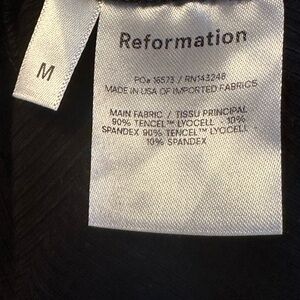 M
Reformation
PO# 16573 / RN143248
MADE IN USA OF IMPORTED FABRICS
MAIN FABRIC / TISSU PRINCIPAL
90% TENCEL™ LYOCELL - 10%
SPANDEX 90% TENCEL™ LYOCELL
10% SPANDEX